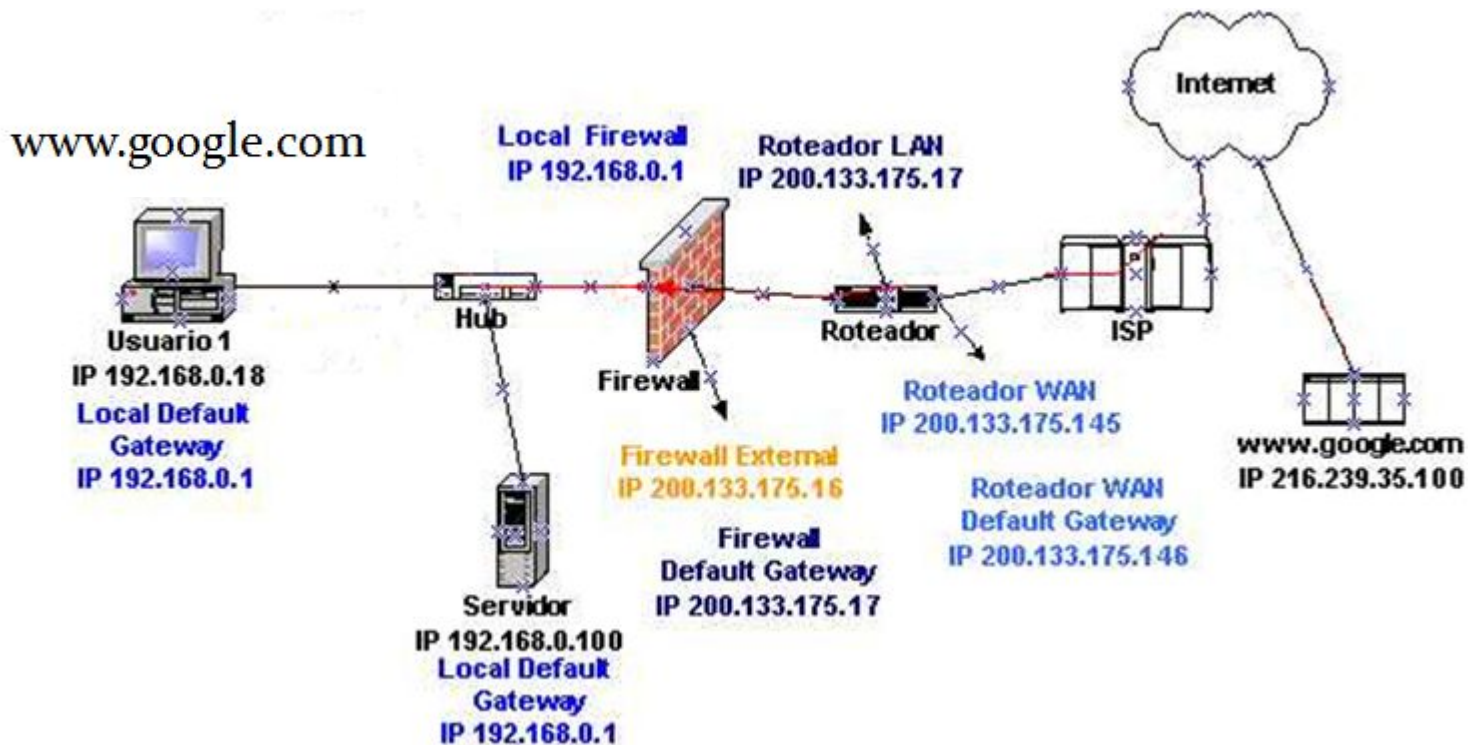 www.google.com
Internet
Local Firewall
IP 192.168.0.1
Roteador LAN
IP 200.133.175.17
Usuario 1
IP 192.168.0.18
Local Default
Gateway
IP 192.168.0.1
Hub
Firewall
Roteador
ISP
Firewall External
IP 200.133.175.16
Firewall
Default Gateway
IP 200.133.175.17
Roteador WAN
IP 200.133.175.145
Roteador WAN
Default Gateway
IP 200.133.175.146
www.google.com
IP 216.239.35.100
Servidor
IP 192.168.0.100
Local Default
Gateway
IP 192.168.0.1